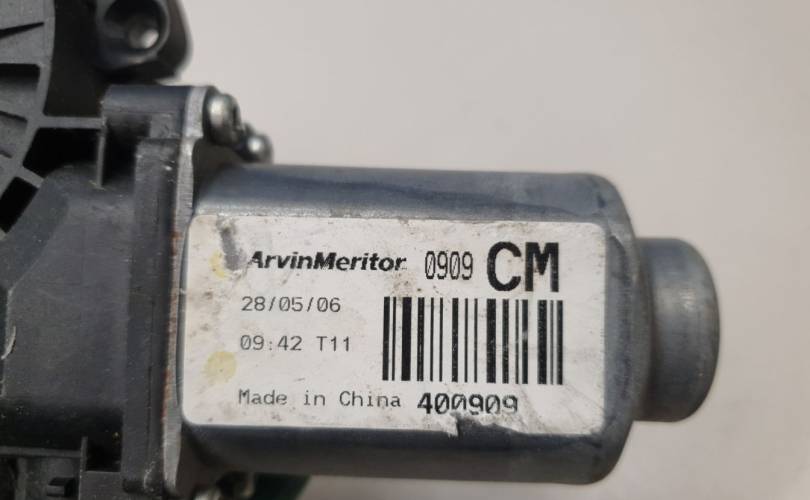 ArvinMeritor 0909 CM
28/05/06
09:42 T11
Made in China 400909